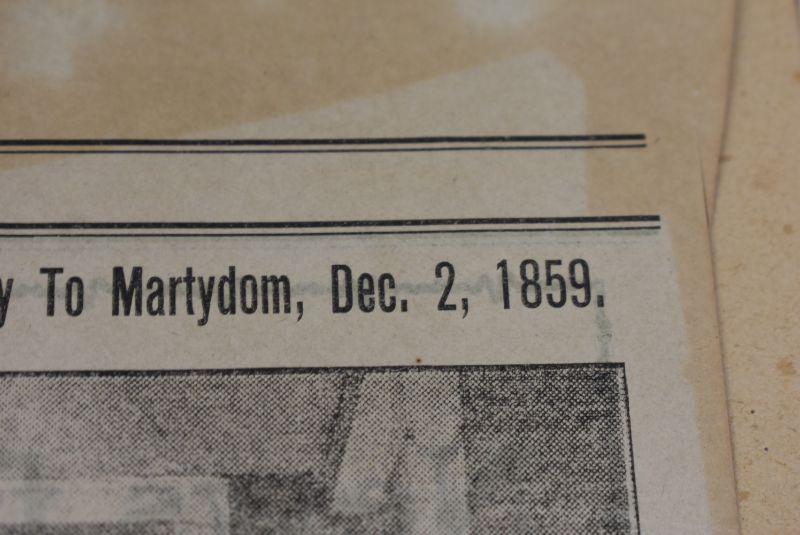 y To Martydom, Dec. 2, 1859.